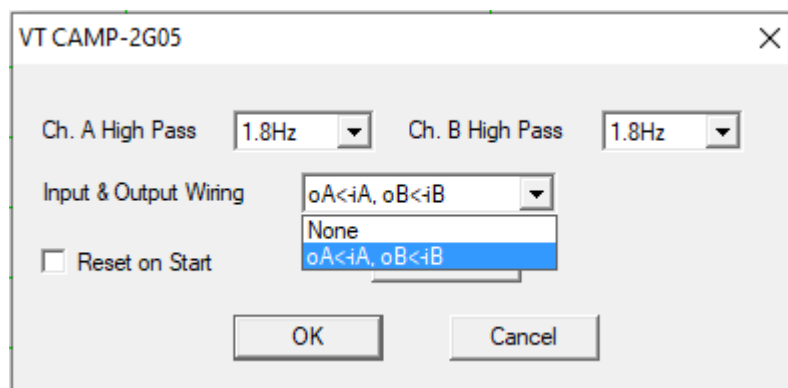 VT CAMP-2G05
Ch. A High Pass 1.8Hz Ch. B High Pass 1.8Hz
Input & Output Wiring oA<-iA, oB<-iB
None
Reset on Start oA<-iA, oB<-iB
OK Cancel